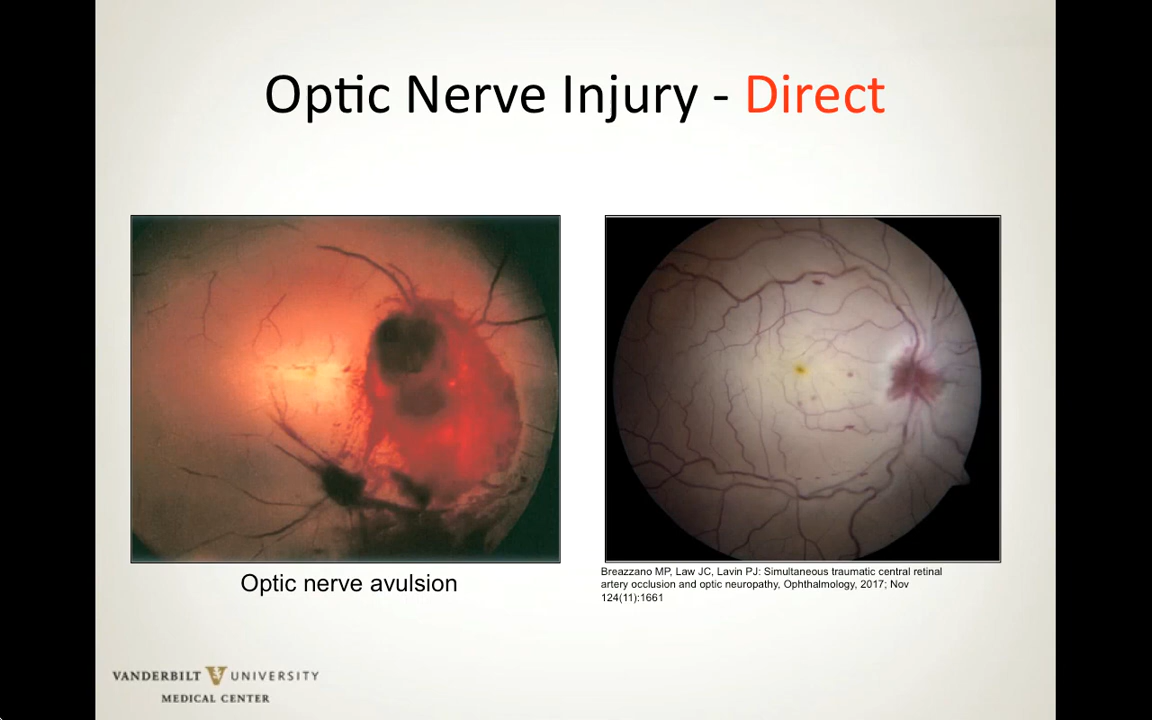 Optic Nerve Injury - Direct
Optic nerve avulsion
Breazzano MP, Law JC, Lavin PJ: Simultaneous traumatic central retinal
artery occlusion and optic neuropathy, Ophthalmology, 2017; Nov
124(11):1661
VANDERBILT UNIVERSITY
MEDICAL CENTER